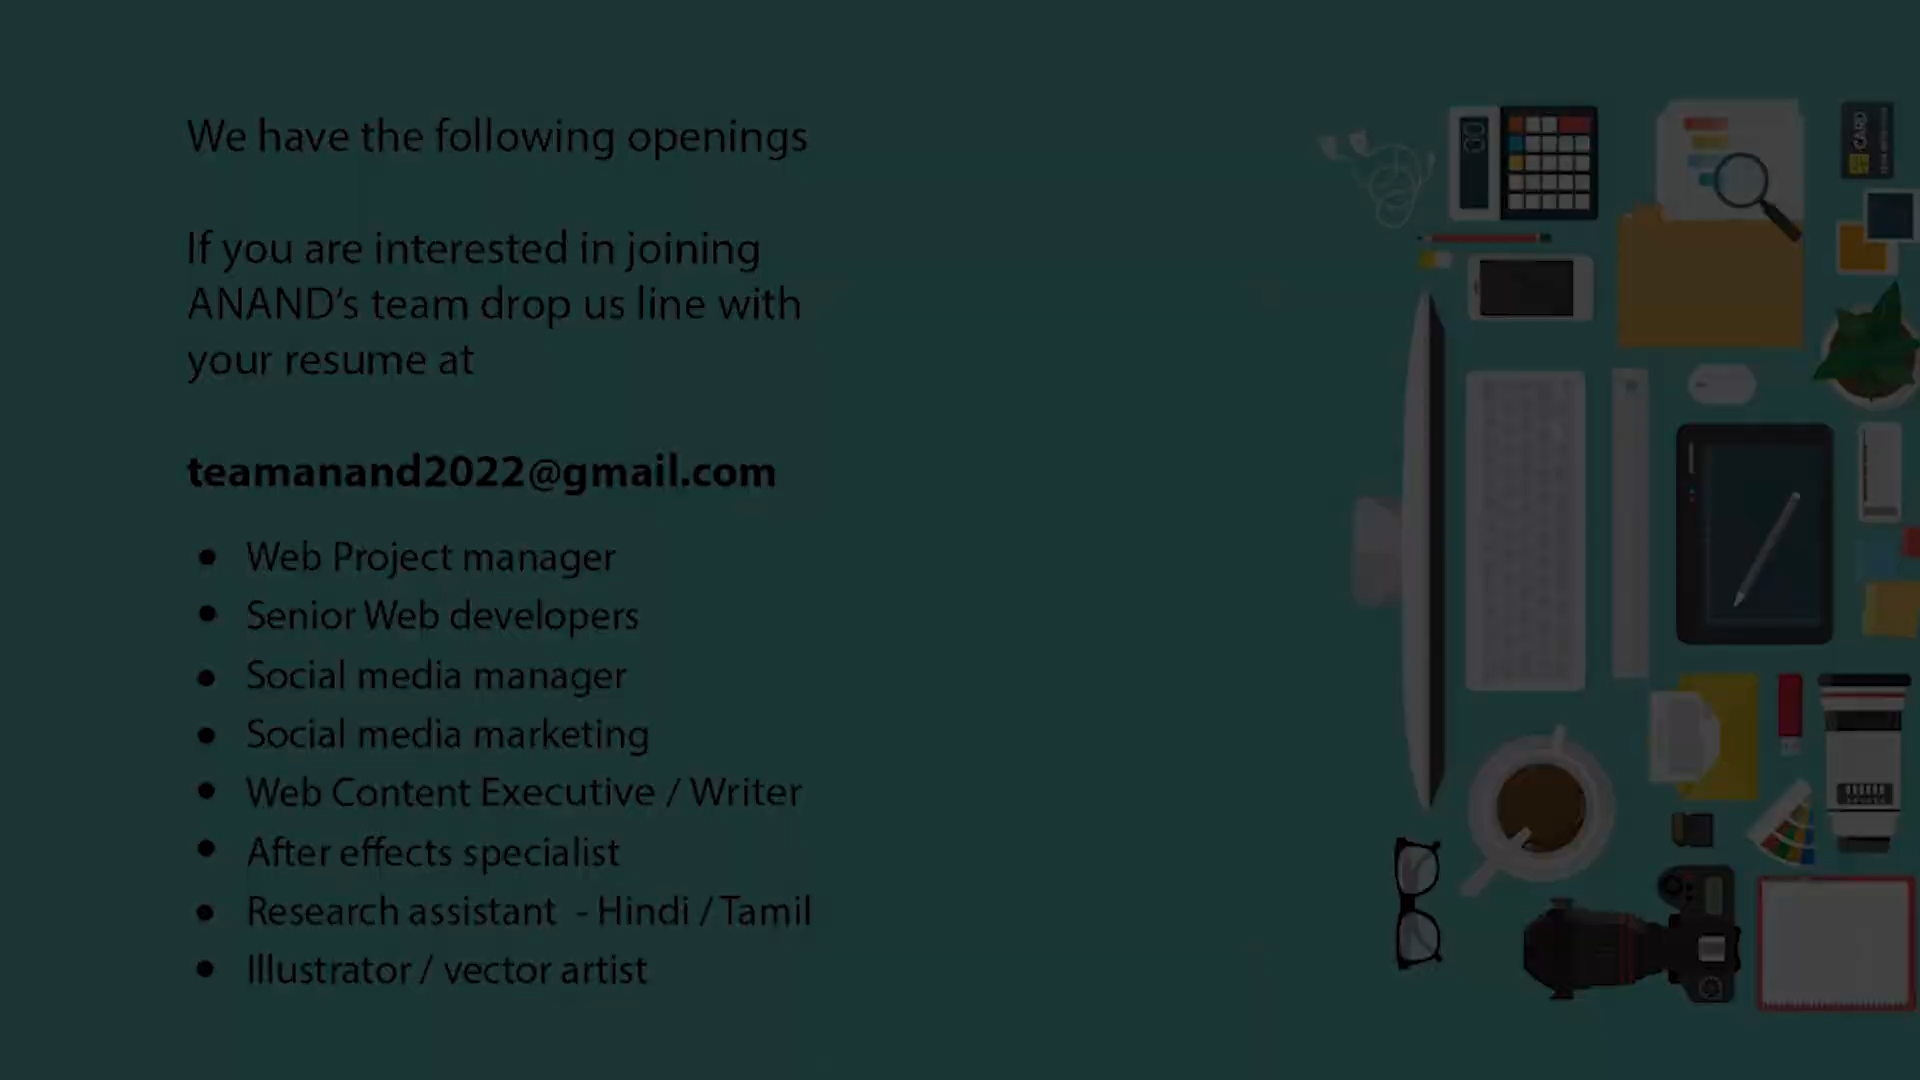 We have the following openings
If you are interested in joining
ANAND's team drop us line with
your resume at
teamanand2022@gmail.com
• Web Project manager
• Senior Web developers
• Social media manager
• Social media marketing
• Web Content Executive / Writer
• After effects specialist
• Research assistant - Hindi / Tamil
• Illustrator / vector artist
CARD